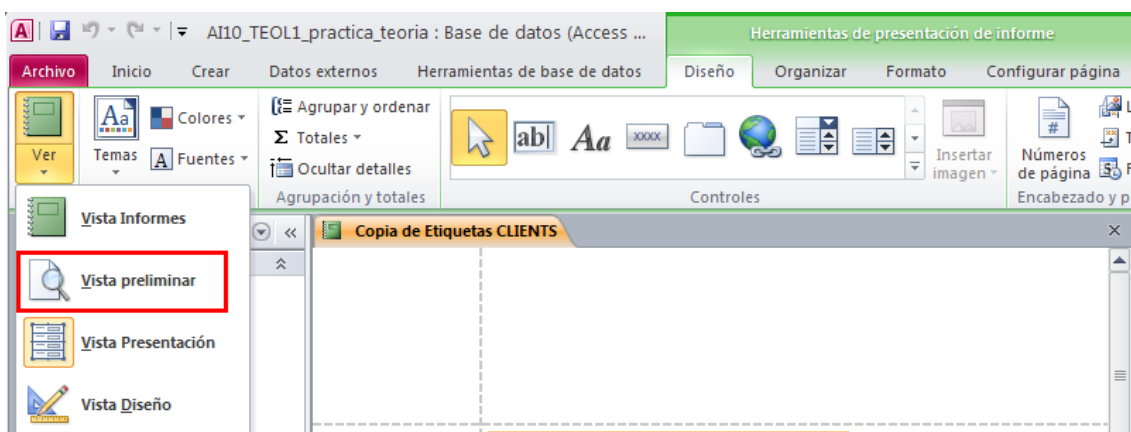 AI10_TEOL1_practica_teoria : Base de datos (Access ...
Herramientas de presentación de informe
Archivo Inicio Crear Datos externos Herramientas de base de datos Diseño Organizar Formato Configurar página
Ver
Aa
Temas
Colores
A Fuentes
Agrupar y ordenar
Σ Totales
Ocultar detalles
Agrupación y totales
ab Aa XXXX
Controles
Insertar
imagen
#
Números
de página
Encabezado y p
Vista Informes
Vista preliminar
Vista Presentación
Vista Diseño
Copia de Etiquetas CLIENTS